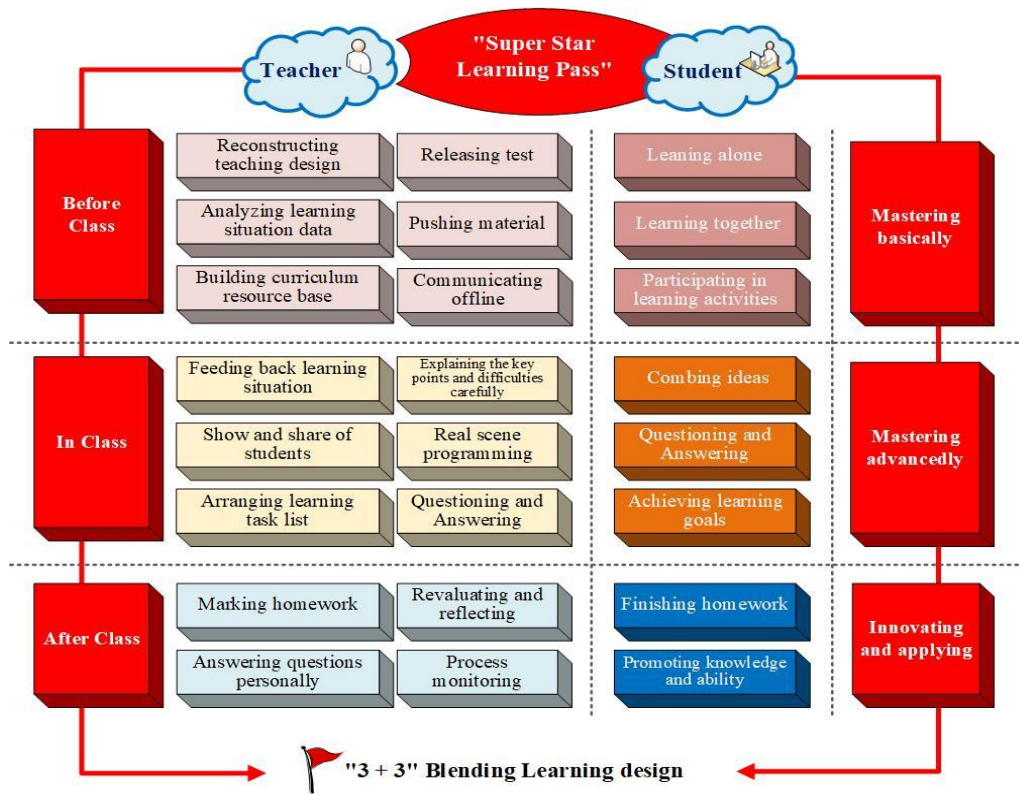 "Super Star
Learning Pass"
Teacher
Student
Before
Class
Reconstructing
teaching design
Releasing test
Leaning alone
Mastering
basically
Analyzing learning
situation data
Pushing material
Learning together
Building curriculum
resource base
Communicating
offline
Participating in
learning activities
In Class
Feeding back learning
situation
Explaining the key
points and difficulties
carefully
Combing ideas
Mastering
advancedly
Show and share of
students
Real scene
programming
Questioning and
Answering
Arranging learning
task list
Questioning and
Answering
Achieving learning
goals
After Class
Marking homework
Revaluating and
reflecting
Finishing homework
Innovating
and applying
Answering questions
personally
Process
monitoring
Promoting knowledge
and ability
"3 + 3" Blending Learning design